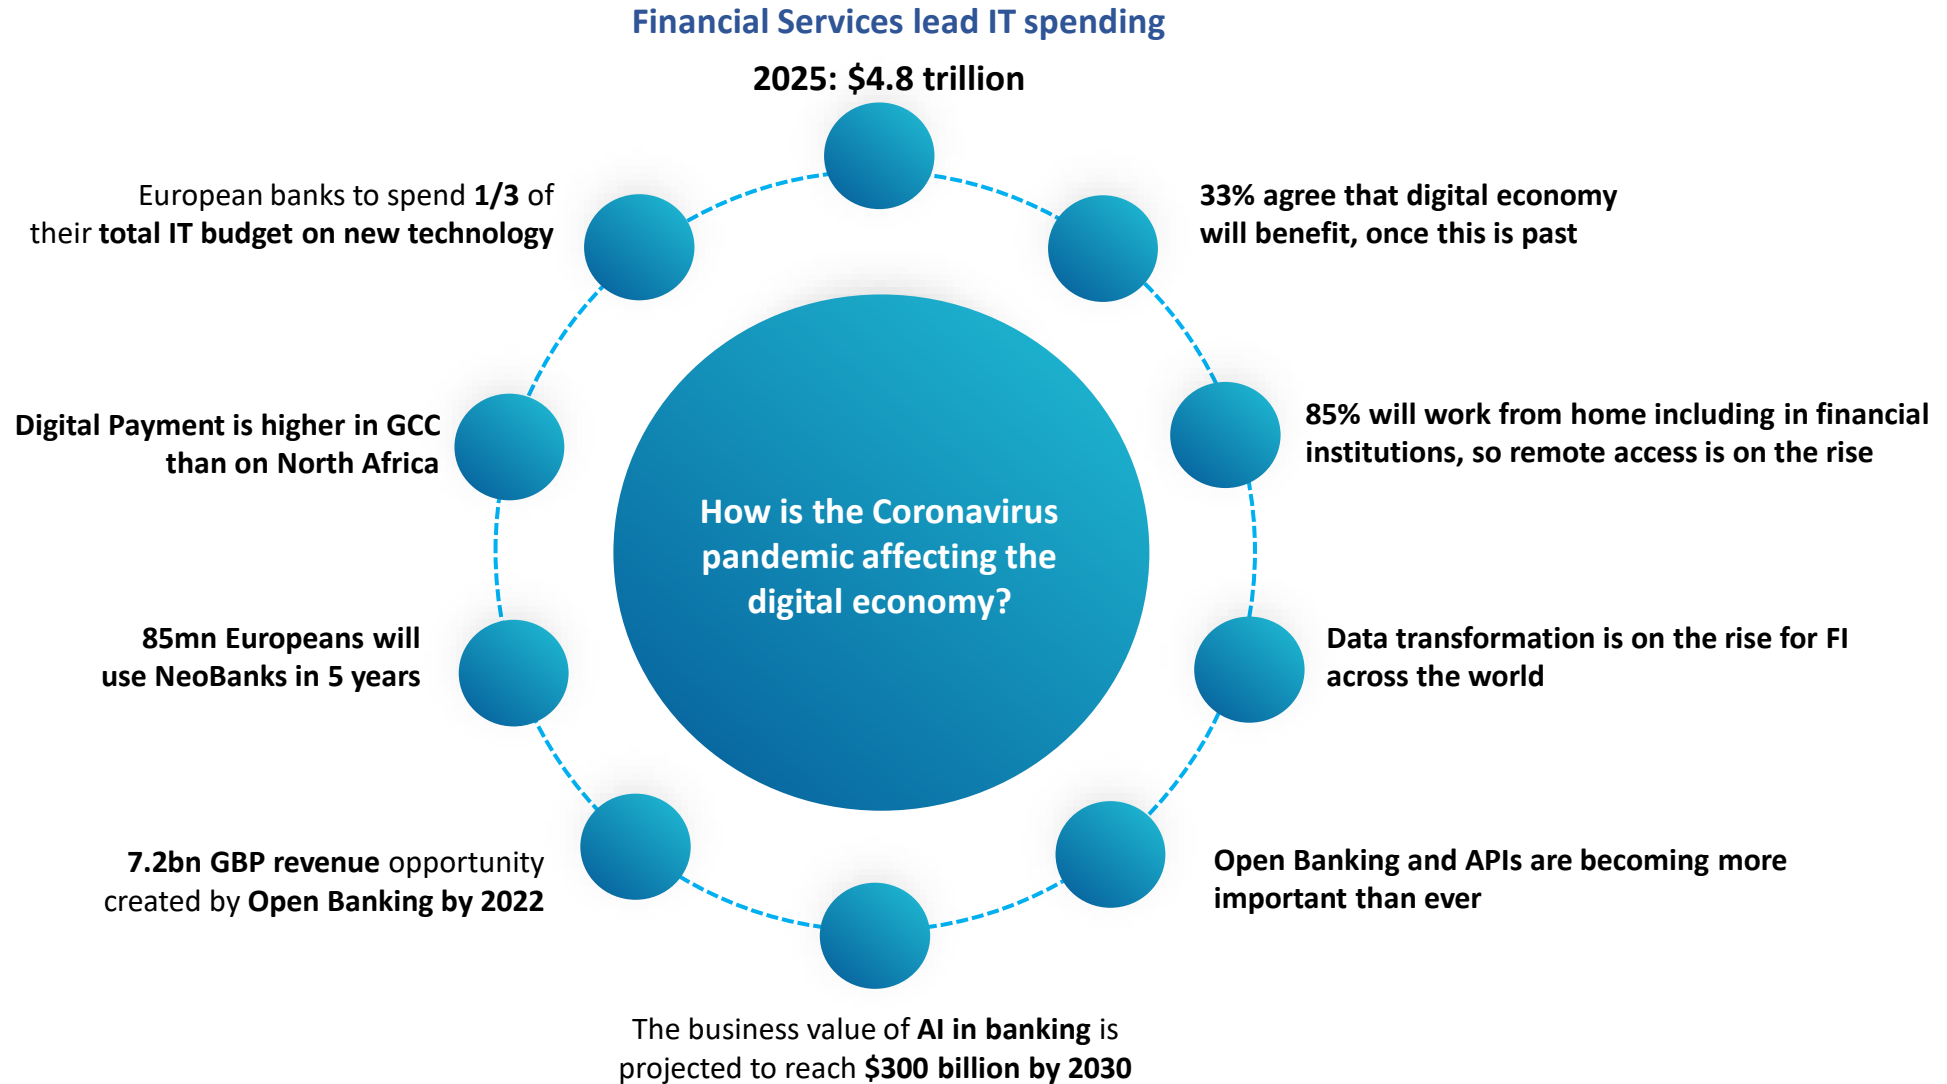 Financial Services lead IT spending
2025: $4.8 trillion
33% agree that digital economy
will benefit, once this is past
85% will work from home including in financial
institutions, so remote access is on the rise
Data transformation is on the rise for FI
across the world
Open Banking and APIs are becoming more
important than ever
The business value of AI in banking is
projected to reach $300 billion by 2030
7.2bn GBP revenue opportunity
created by Open Banking by 2022
85mn Europeans will
use NeoBanks in 5 years
Digital Payment is higher in GCC
than on North Africa
European banks to spend 1/3 of
their total IT budget on new technology
How is the Coronavirus
pandemic affecting the
digital economy?